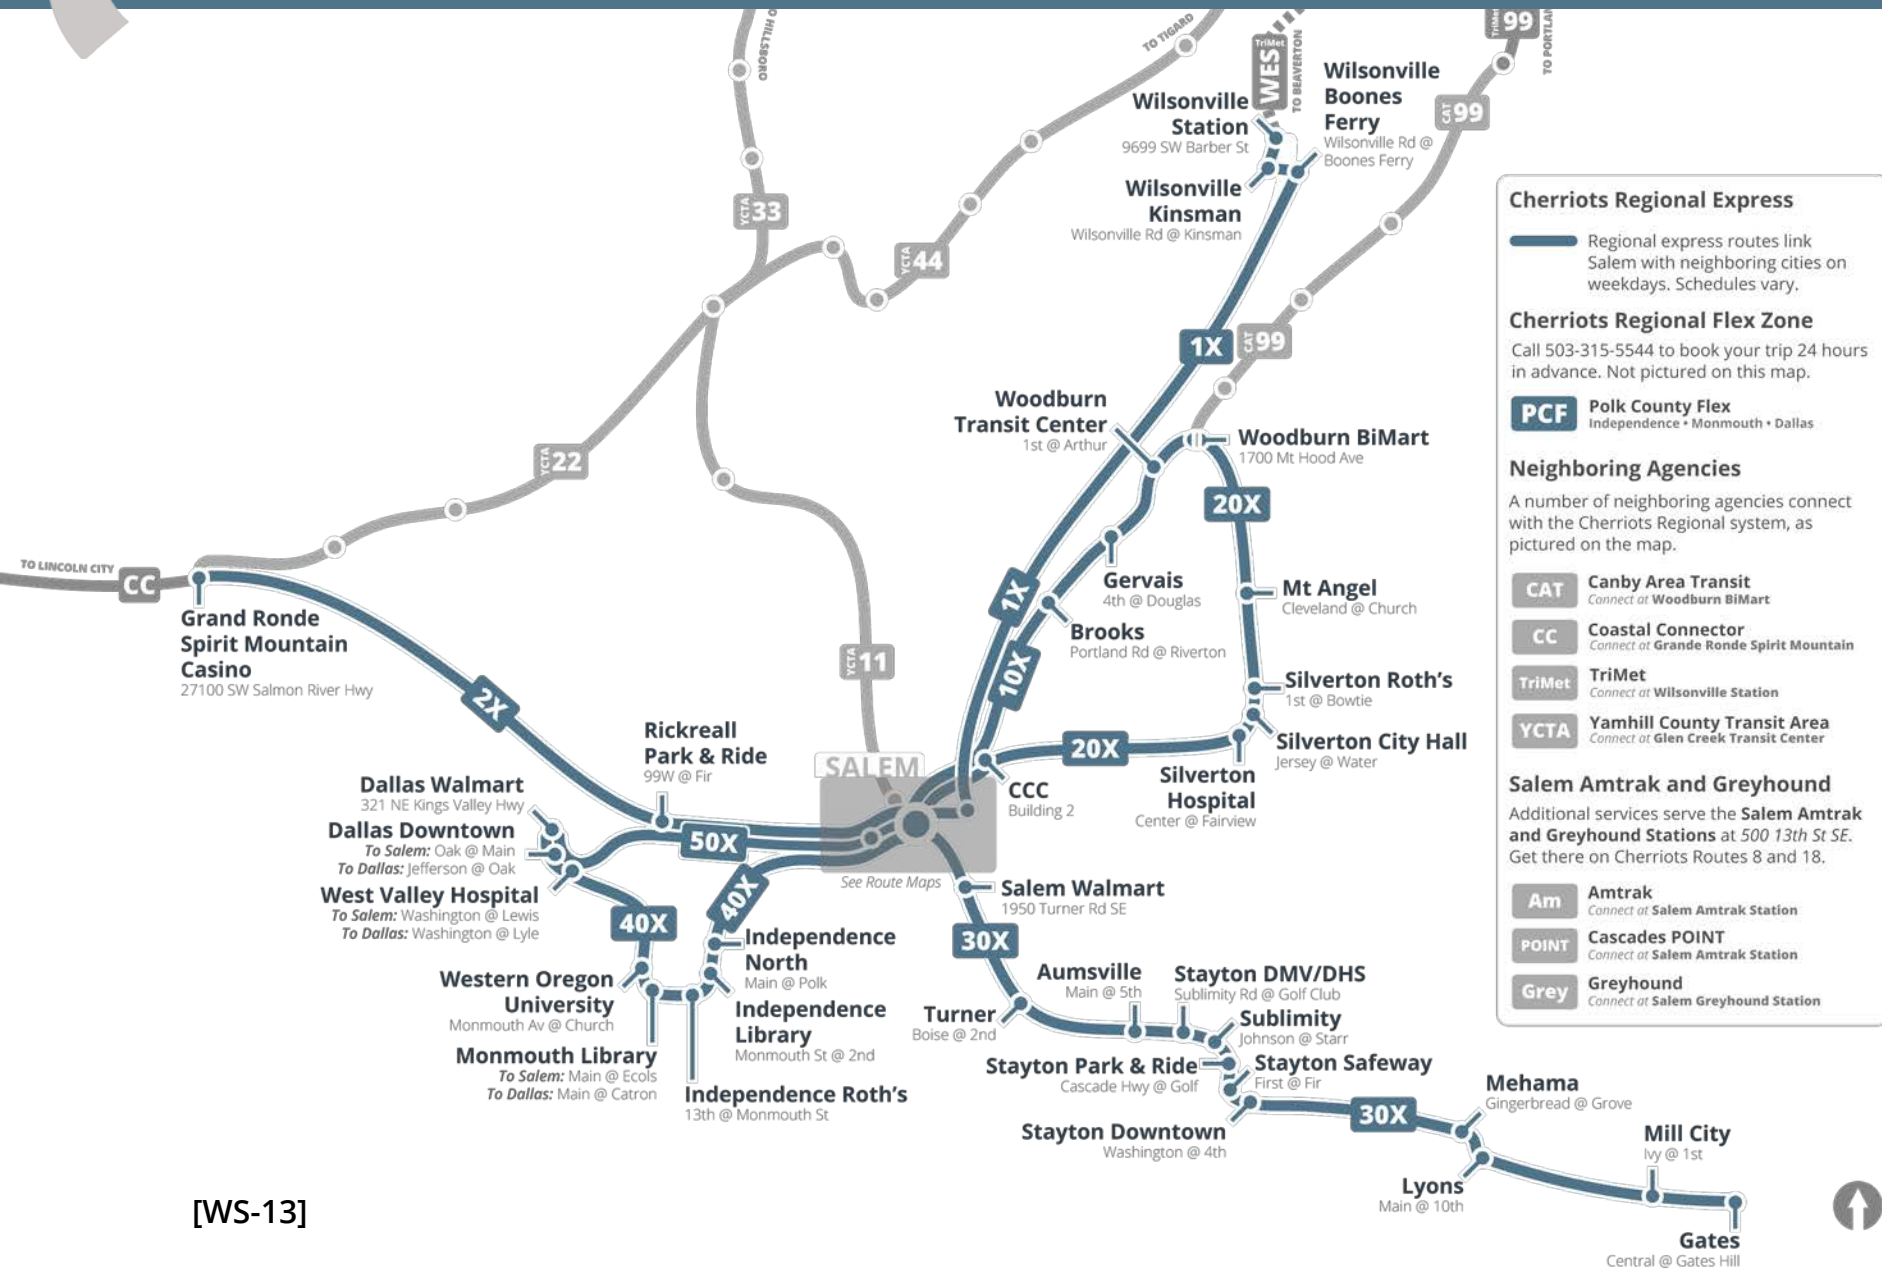 TO HILLSBORO
TO TIGARD
TriMet
WES
TO BEAVERTON
TriMet
99
Wilsonville
Boones
Ferry
Wilsonville Rd @
Boones Ferry
Wilsonville
Station
9699 SW Barber St
CAT 99
Wilsonville
Kinsman
Wilsonville Rd @ Kinsman
YCTA 33
YCTA 44
1X
CAT 99
Woodburn
Transit Center
1st @ Arthur
Woodburn BiMart
1700 Mt Hood Ave
YCTA 22
20X
TO LINCOLN CITY
CC
Grand Ronde
Spirit Mountain
Casino
27100 SW Salmon River Hwy
Gervais
4th @ Douglas
Mt Angel
Cleveland @ Church
1X
Brooks
Portland Rd @ Riverton
YCTA 11
10X
Silverton Roth's
1st @ Bowtie
2X
Rickreall
Park & Ride
99W @ Fir
20X
Silverton City Hall
Jersey @ Water
SALEM
Silverton
Hospital
Center @ Fairview
CCC
Building 2
Dallas Walmart
321 NE Kings Valley Hwy
Dallas Downtown
To Salem: Oak @ Main
To Dallas: Jefferson @ Oak
50X
See Route Maps
West Valley Hospital
To Salem: Washington @ Lewis
To Dallas: Washington @ Lyle
40X
40X
Salem Walmart
1950 Turner Rd SE
30X
Independence
North
Main @ Polk
Western Oregon
University
Monmouth Av @ Church
Independence
Library
Monmouth St @ 2nd
Monmouth Library
To Salem: Main @ Ecols
To Dallas: Main @ Catron
Independence Roth's
13th @ Monmouth St
Aumsville
Main @ 5th
Stayton DMV/DHS
Sublimity Rd @ Golf Club
Turner
Boise @ 2nd
Sublimity
Johnson @ Starr
Stayton Park & Ride
Cascade Hwy @ Golf
Stayton Safeway
First @ Fir
Stayton Downtown
Washington @ 4th
30X
Mehama
Gingerbread @ Grove
Mill City
Ivy @ 1st
Lyons
Main @ 10th
Gates
Central @ Gates Hill
Cherriots Regional Express
Regional express routes link
Salem with neighboring cities on
weekdays. Schedules vary.
Cherriots Regional Flex Zone
Call 503-315-5544 to book your trip 24 hours
in advance. Not pictured on this map.
PCF
Polk County Flex
Independence • Monmouth • Dallas
Neighboring Agencies
A number of neighboring agencies connect
with the Cherriots Regional system, as
pictured on the map.
CAT
Canby Area Transit
Connect at Woodburn BiMart
CC
Coastal Connector
Connect at Grande Ronde Spirit Mountain
TriMet
TriMet
Connect at Wilsonville Station
YCTA
Yamhill County Transit Area
Connect at Glen Creek Transit Center
Salem Amtrak and Greyhound
Additional services serve the Salem Amtrak
and Greyhound Stations at 500 13th St SE.
Get there on Cherriots Routes 8 and 18.
Am
Amtrak
Connect at Salem Amtrak Station
POINT
Cascades POINT
Connect at Salem Amtrak Station
Grey
Greyhound
Connect at Salem Greyhound Station
[WS-13]